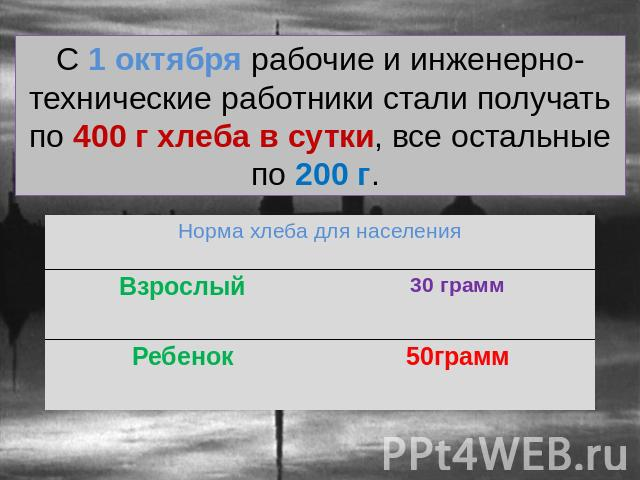 С 1 октября рабочие и инженерно-
технические работники стали получать
по 400 г хлеба в сутки, все остальные
по 200 г.
Норма хлеба для населения
Взрослый 30 грамм
Ребенок 50грамм
PPt4WEB.ru